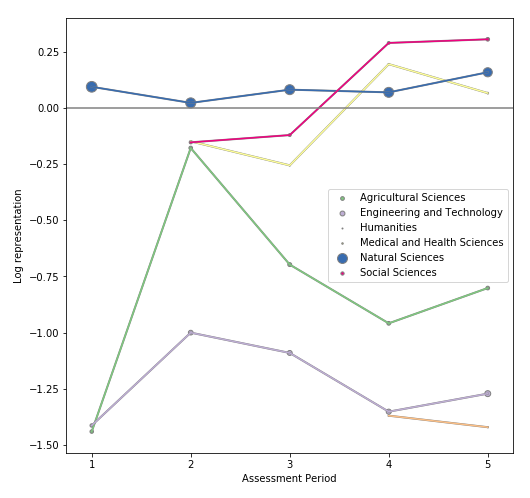 0.25
0.00
−0.25
−0.50
−0.75
−1.00
−1.25
−1.50
Log representation
Agricultural Sciences
Engineering and Technology
Humanities
Medical and Health Sciences
Natural Sciences
Social Sciences
1 2 3 4 5
Assessment Period